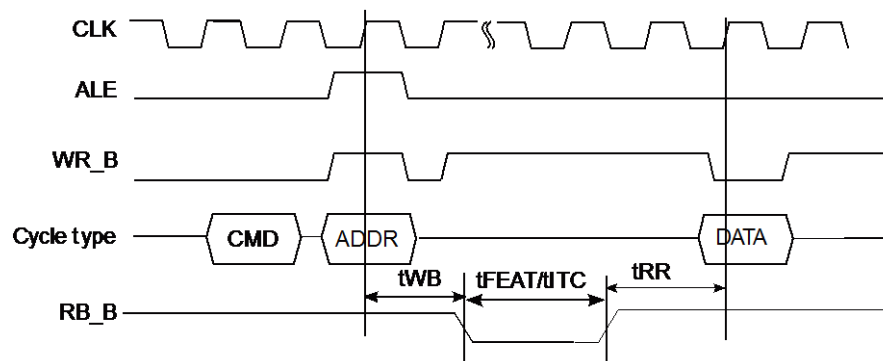 CLK
ALE
WR_B
Cycle type
CMD
ADDR
DATA
tWB
tFEAT/tITC
tRR
RB_B